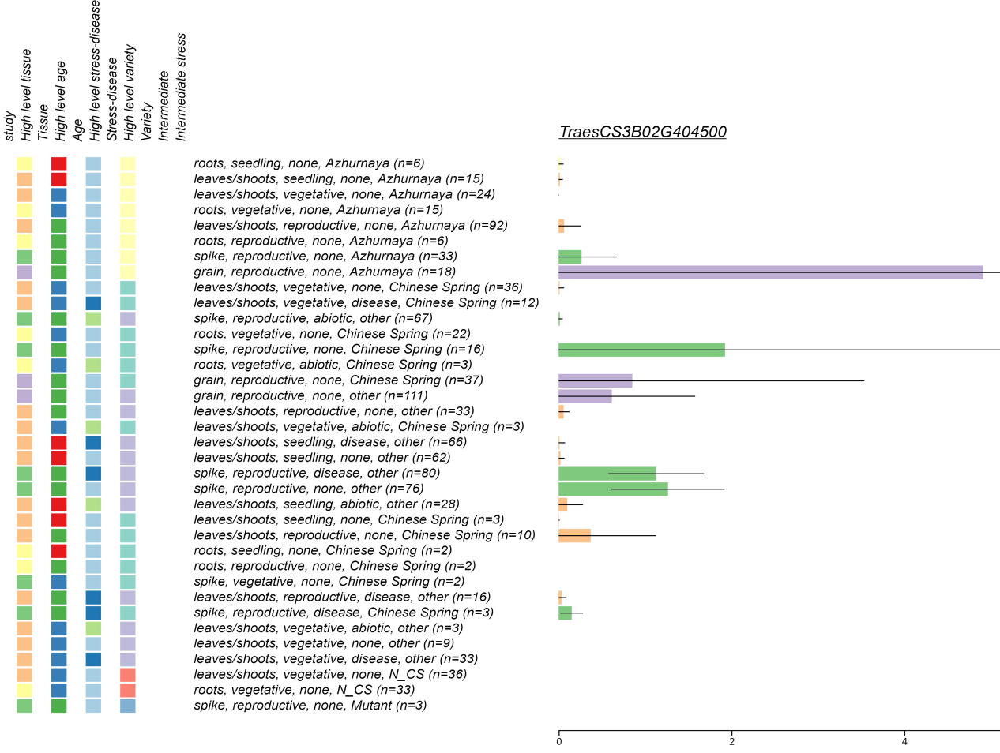 study
High level tissue
Tissue
High level age
Age
High level stress-disease
Stress-disease
High level variety
Variety
Intermediate
Intermediate stress
TraesCS3B02G404500
roots, seedling, none, Azhurnaya (n=6)
leaves/shoots, seedling, none, Azhurnaya (n=15)
leaves/shoots, vegetative, none, Azhurnaya (n=24)
roots, vegetative, none, Azhurnaya (n=15)
leaves/shoots, reproductive, none, Azhurnaya (n=92)
roots, reproductive, none, Azhurnaya (n=6)
spike, reproductive, none, Azhurnaya (n=33)
grain, reproductive, none, Azhurnaya (n=18)
leaves/shoots, vegetative, none, Chinese Spring (n=36)
leaves/shoots, vegetative, disease, Chinese Spring (n=12)
spike, reproductive, abiotic, other (n=67)
roots, vegetative, none, Chinese Spring (n=22)
spike, reproductive, none, Chinese Spring (n=16)
roots, vegetative, abiotic, Chinese Spring (n=3)
grain, reproductive, none, Chinese Spring (n=37)
grain, reproductive, none, other (n=111)
leaves/shoots, reproductive, none, other (n=33)
leaves/shoots, vegetative, abiotic, Chinese Spring (n=3)
leaves/shoots, seedling, disease, other (n=66)
leaves/shoots, seedling, none, other (n=62)
spike, reproductive, disease, other (n=80)
spike, reproductive, none, other (n=76)
leaves/shoots, seedling, abiotic, other (n=28)
leaves/shoots, seedling, none, Chinese Spring (n=3)
leaves/shoots, reproductive, none, Chinese Spring (n=10)
roots, seedling, none, Chinese Spring (n=2)
roots, reproductive, none, Chinese Spring (n=2)
spike, vegetative, none, Chinese Spring (n=2)
leaves/shoots, reproductive, disease, other (n=16)
spike, reproductive, disease, Chinese Spring (n=3)
leaves/shoots, vegetative, abiotic, other (n=3)
leaves/shoots, vegetative, none, other (n=9)
leaves/shoots, vegetative, disease, other (n=33)
leaves/shoots, vegetative, none, N_CS (n=36)
roots, vegetative, none, N_CS (n=33)
spike, reproductive, none, Mutant (n=3)
0 2 4